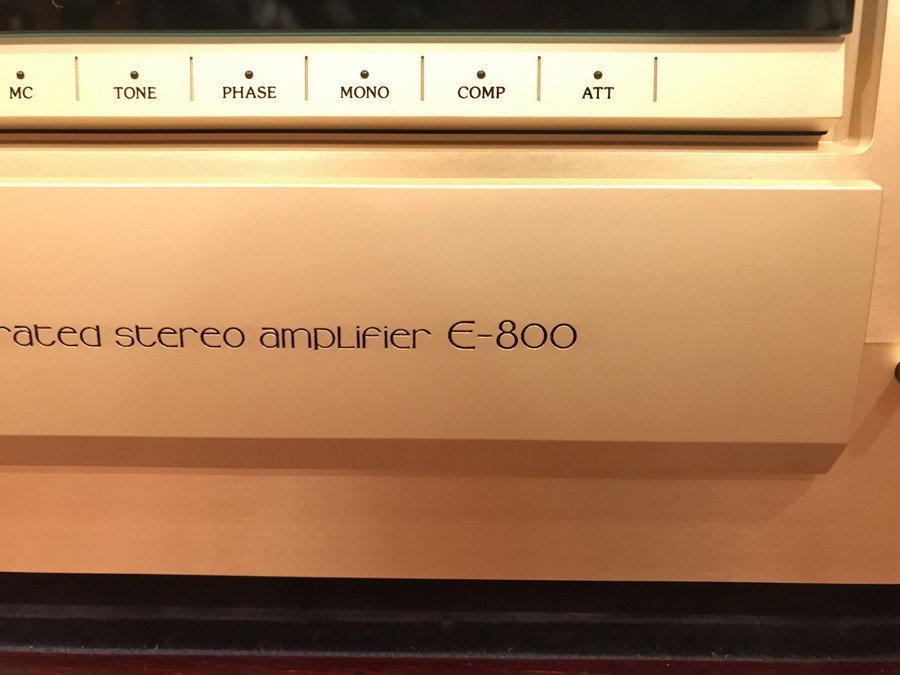 MC TONE PHASE MONO COMP ATT
rated stereo amplifier E-800